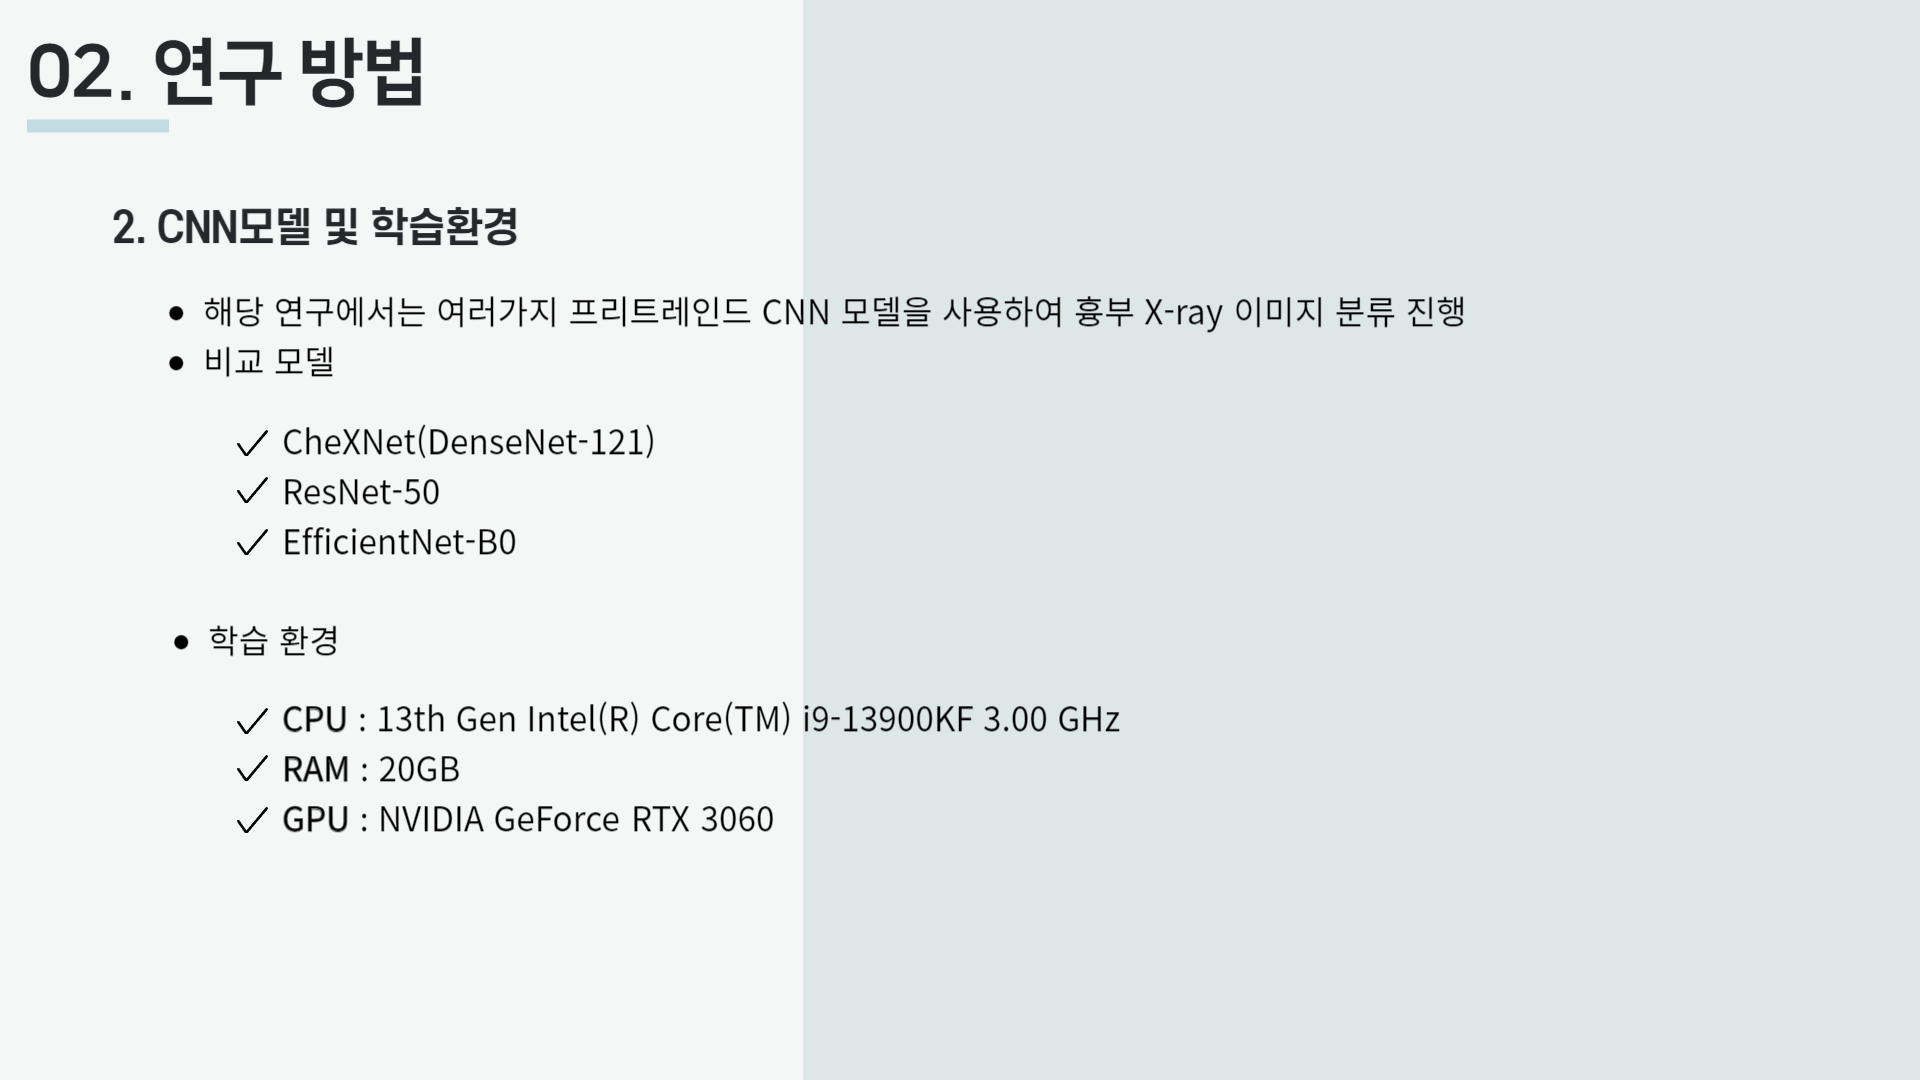 02. 연구 방법
2. CNN모델 및 학습환경
● 해당 연구에서는 여러가지 프리트레인드 CNN 모델을 사용하여 흉부 X-ray 이미지 분류 진행
● 비교 모델
✓ CheXNet(DenseNet-121)
✓ ResNet-50
✓ EfficientNet-B0
● 학습 환경
✓ CPU : 13th Gen Intel(R) Core(TM) i9-13900KF 3.00 GHz
✓ RAM : 20GB
✓ GPU : NVIDIA GeForce RTX 3060